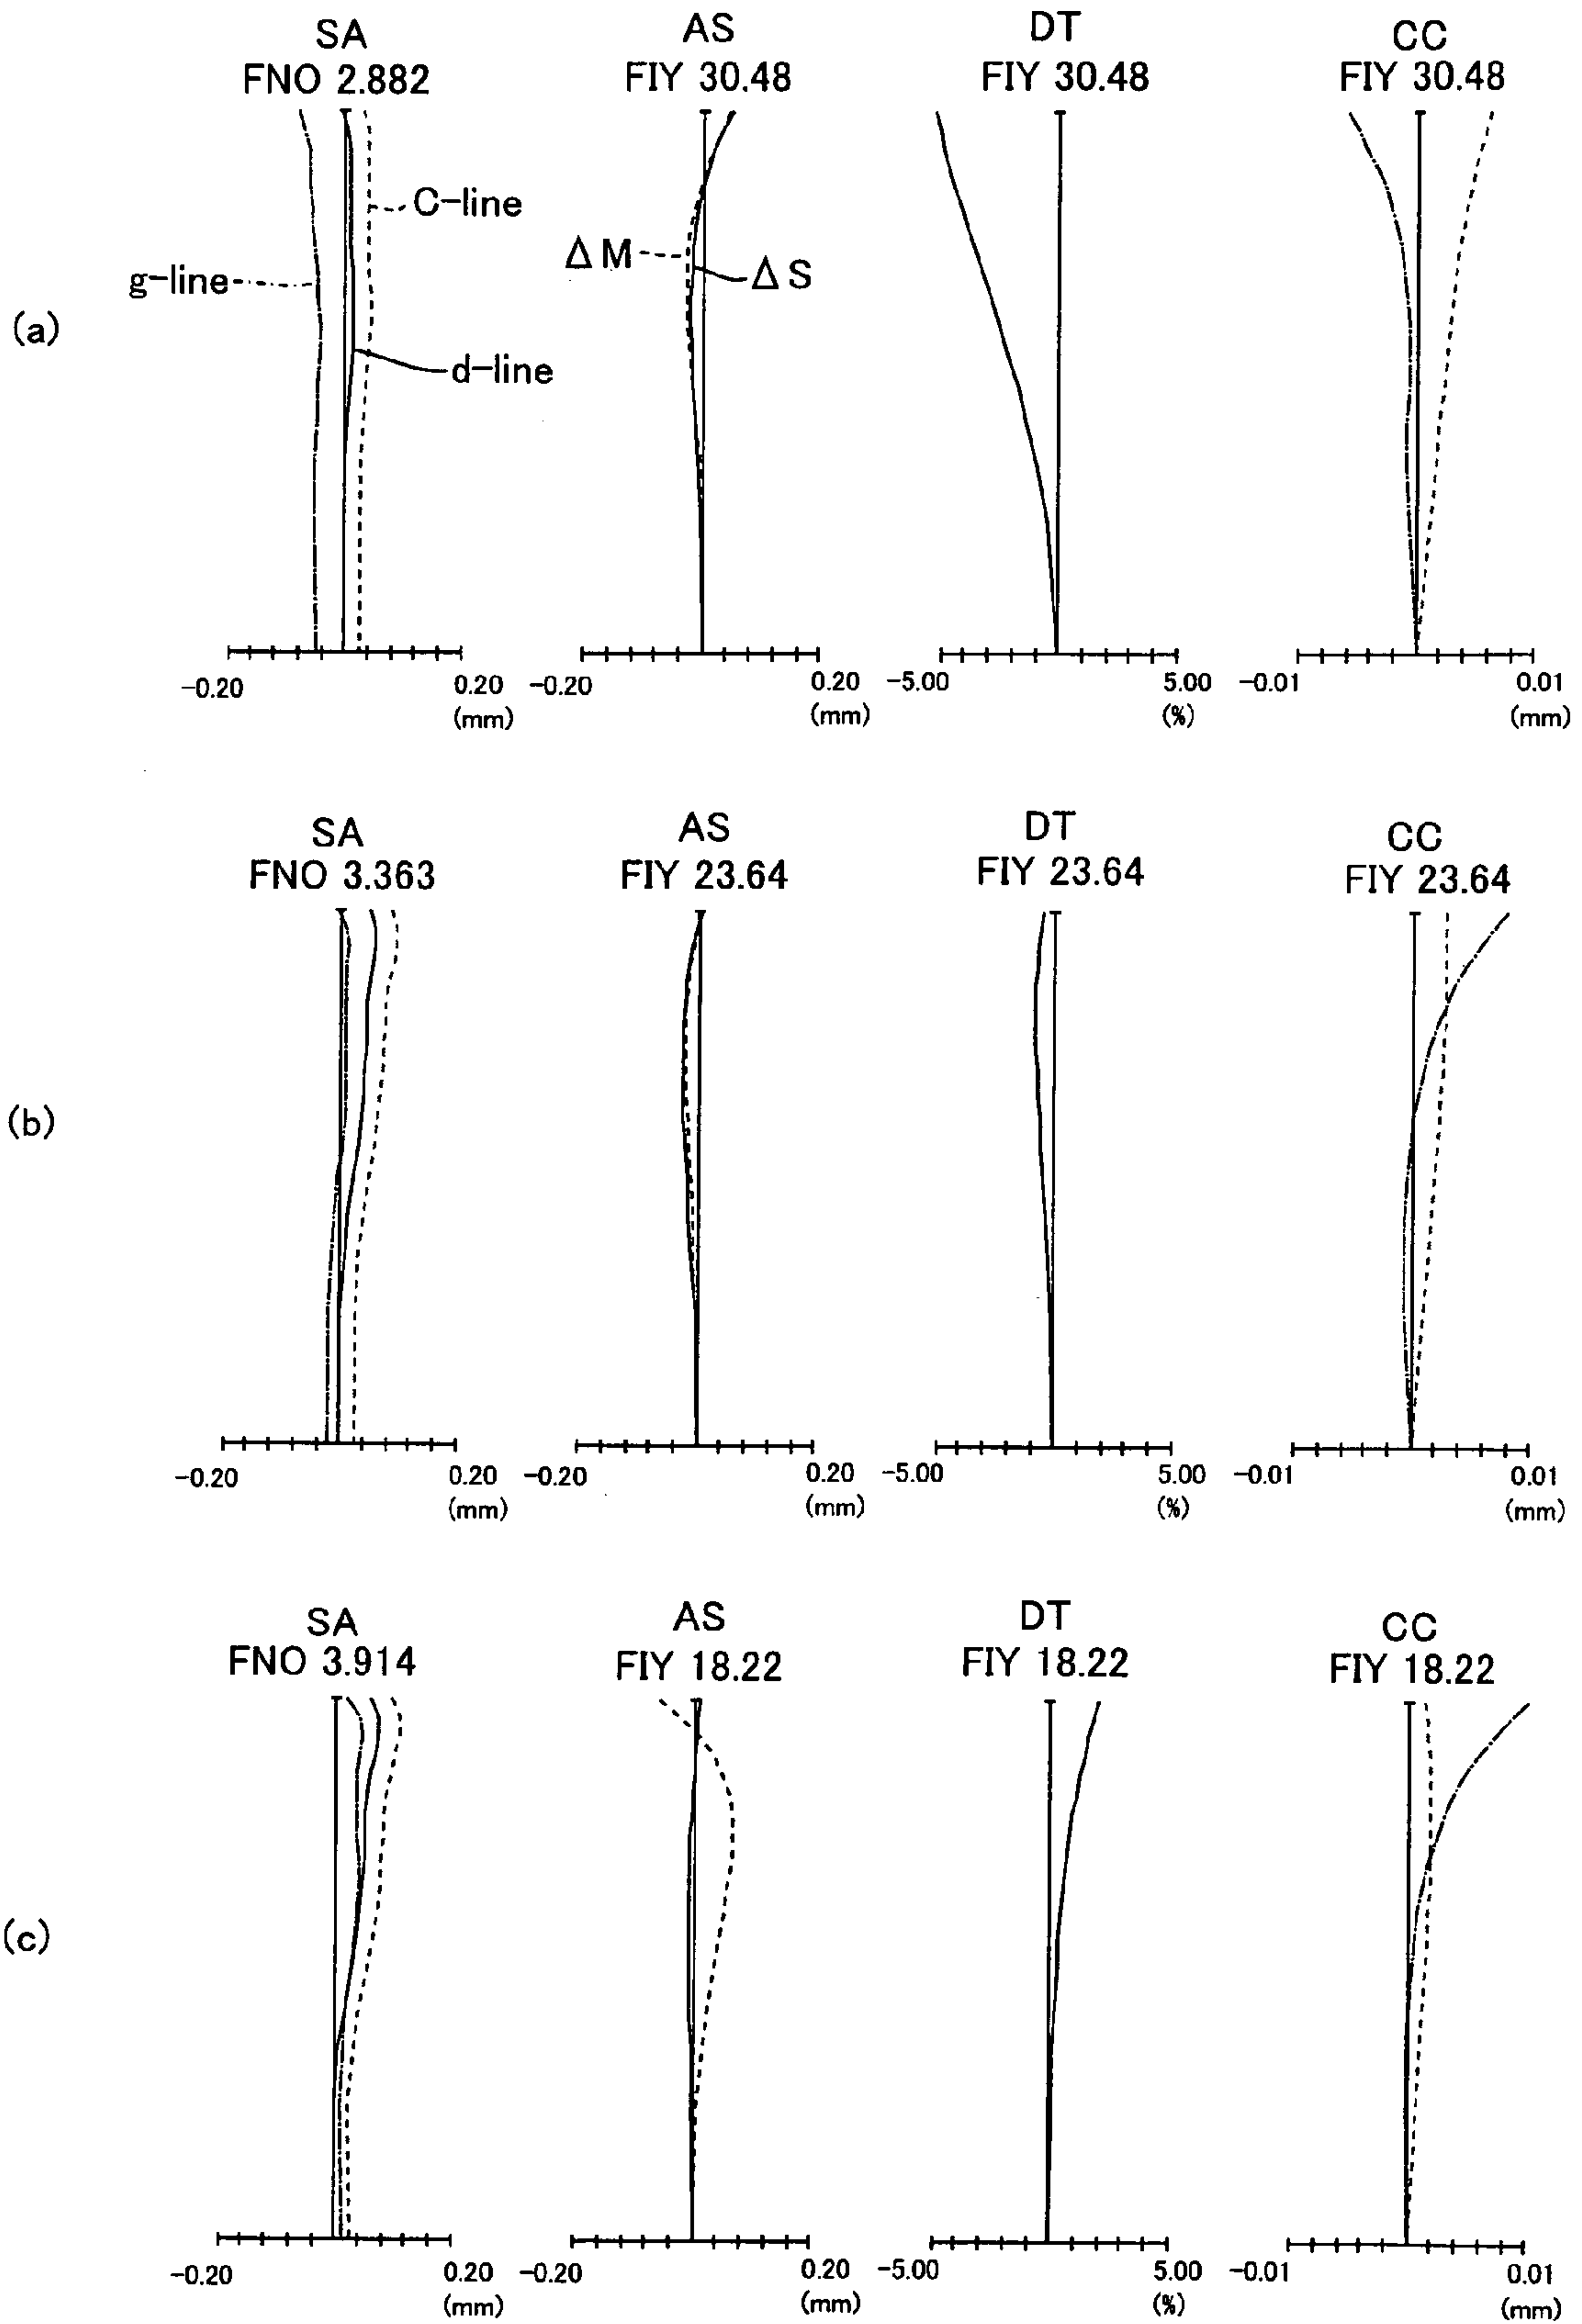 SA
FNO 2.882
AS
FIY 30.48
DT
FIY 30.48
CC
FIY 30.48
C-line
g-line
d-line
ΔM
ΔS
(a)
-0.20
0.20
(mm)
-0.20
0.20
(mm)
-5.00
5.00
(%)
-0.01
0.01
(mm)
SA
FNO 3.363
AS
FIY 23.64
DT
FIY 23.64
CC
FIY 23.64
(b)
-0.20
0.20
(mm)
-0.20
0.20
(mm)
-5.00
5.00
(%)
-0.01
0.01
(mm)
SA
FNO 3.914
AS
FIY 18.22
DT
FIY 18.22
CC
FIY 18.22
(c)
-0.20
0.20
(mm)
-0.20
0.20
(mm)
-5.00
5.00
(%)
-0.01
0.01
(mm)